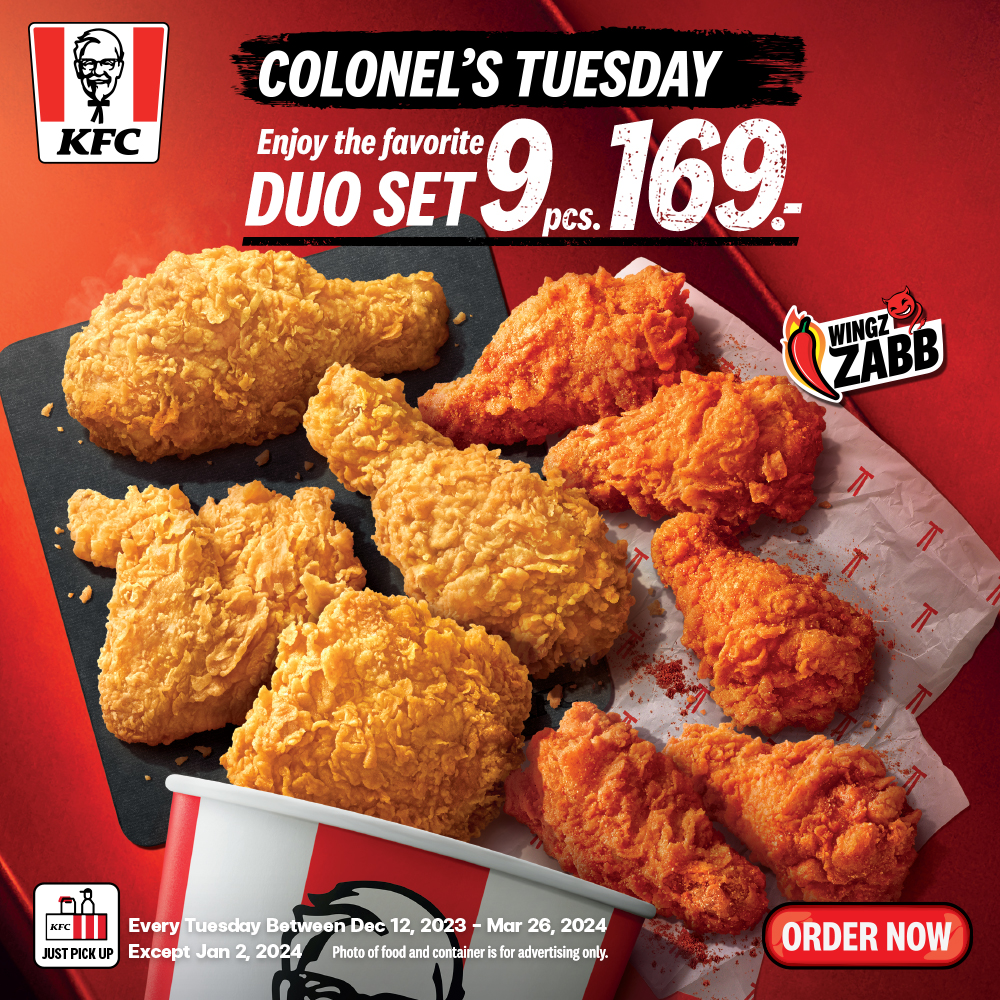 KFC
COLONEL'S TUESDAY
Enjoy the favorite
DUO SET 9 pcs. 169.-
WINGZ
ZABB
KFC
JUST PICK UP
Every Tuesday Between Dec 12, 2023 - Mar 26, 2024
Except Jan 2, 2024 Photo of food and container is for advertising only.
ORDER NOW